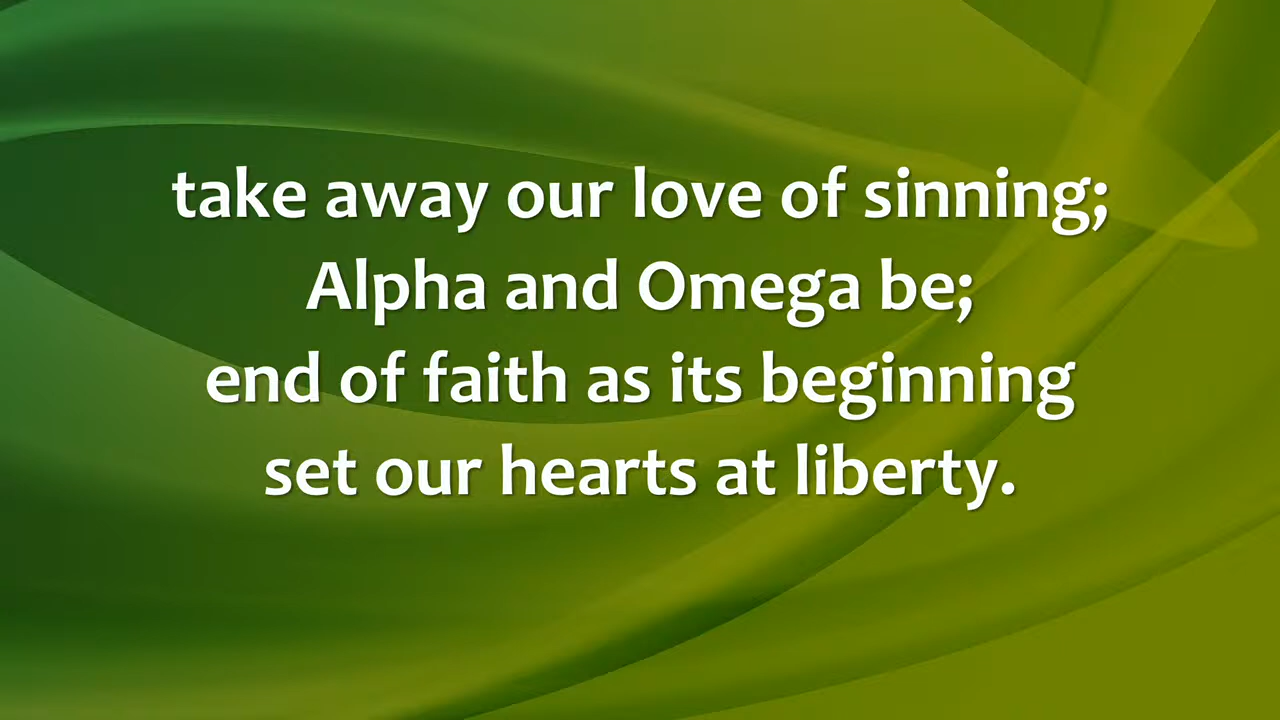 take away our love of sinning;
Alpha and Omega be;
end of faith as its beginning
set our hearts at liberty.